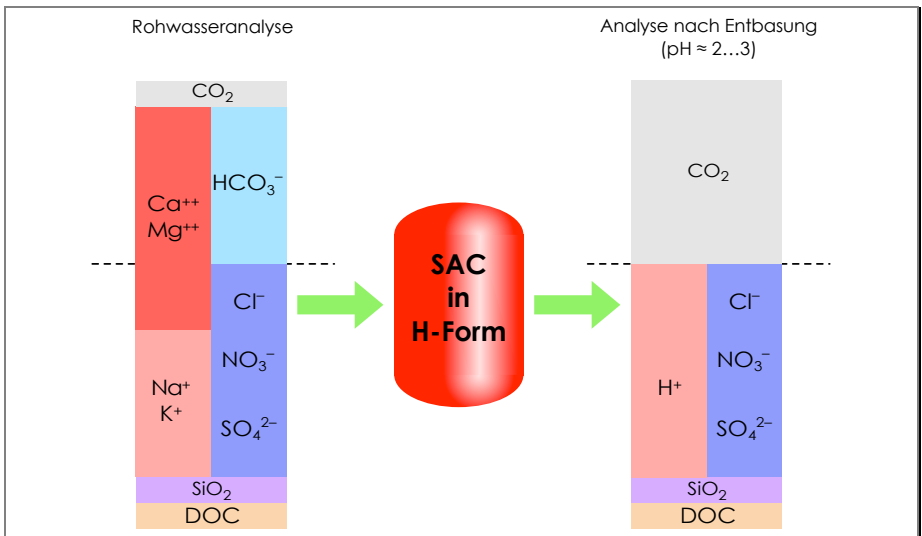 Rohwasseranalyse
CO₂
Ca⁺⁺
Mg⁺⁺
HCO₃⁻
Na⁺
K⁺
Cl⁻
NO₃⁻
SO₄²⁻
SiO₂
DOC
SAC
in
H-Form
Analyse nach Entbasung
(pH ≈ 2…3)
CO₂
H⁺
Cl⁻
NO₃⁻
SO₄²⁻
SiO₂
DOC